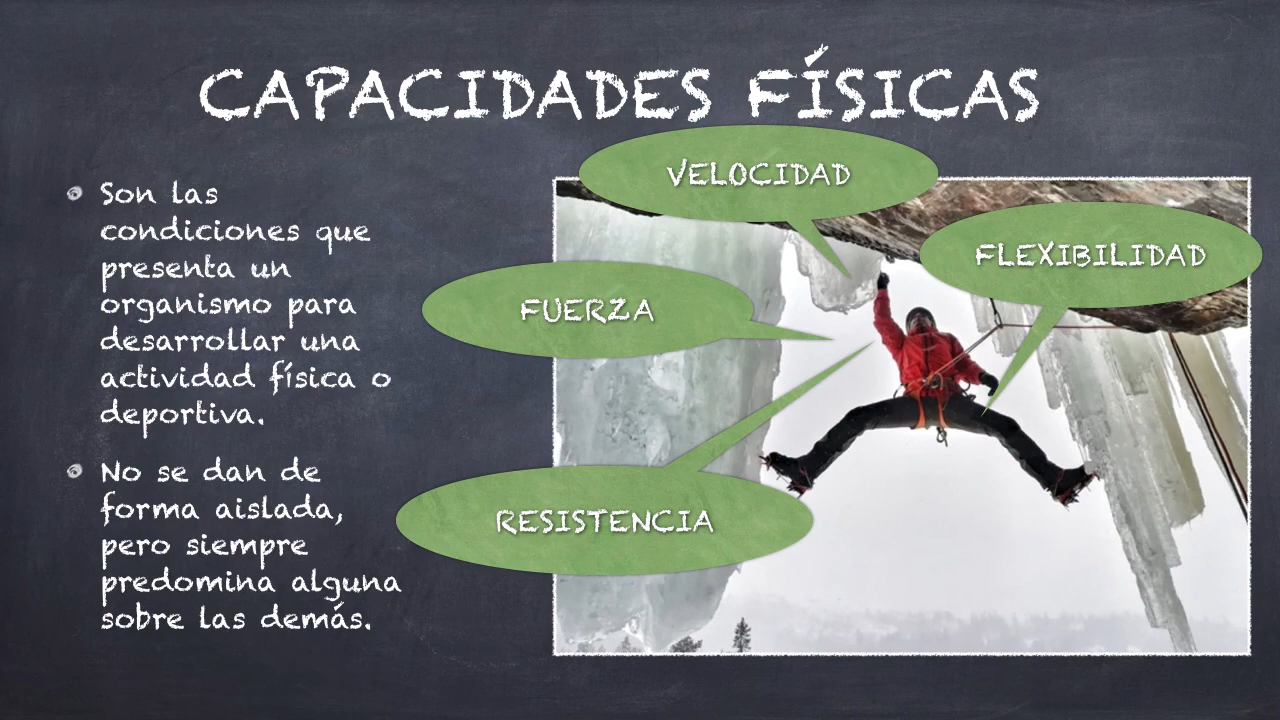 CAPACIDADES FÍSICAS
Son las
condiciones que
presenta un
organismo para
desarrollar una
actividad física o
deportiva.
No se dan de
forma aislada,
pero siempre
predomina alguna
sobre las demás.
VELOCIDAD
FLEXIBILIDAD
FUERZA
RESISTENCIA